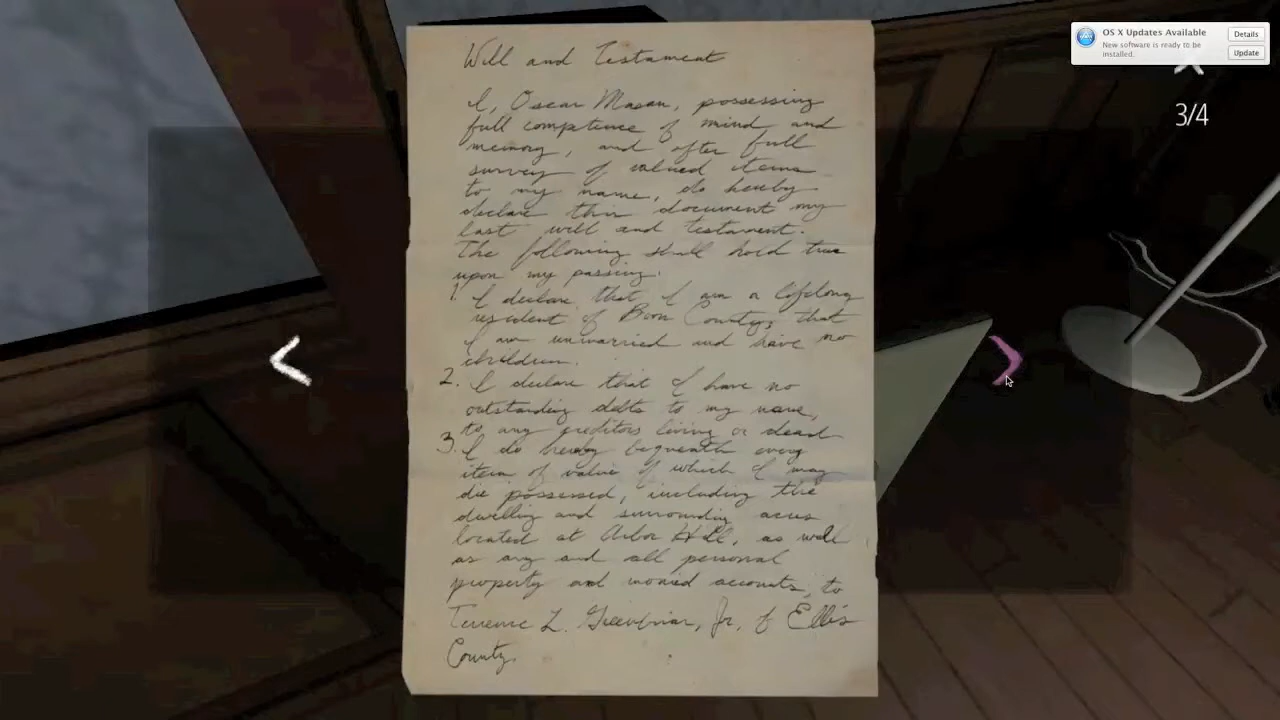 Will and Testament
I, Oscar Masan, possessing
full comptence of mind and
memory, and after full
survey of valued items
to my name, do hereby
declare this document my
last will and testament.
The following shall hold true
upon my passing:
1. I declare that I am a lifelong
resident of Boon County, that
I am unmarried and have no
children.
2. I declare that I have no
outstanding debts to my name,
to any creditors living or dead
3. I do hereby bequeath every
item of value of which I may
die possessed, including the
dwelling and surrounding acres
located at Arbor Hill, as well
as any and all personal
property and monied accounts, to
Terrence L. Greenbriar, Jr. of Ellis
County.
OS X Updates Available
New software is ready to be
installed.
Details
Update
3/4